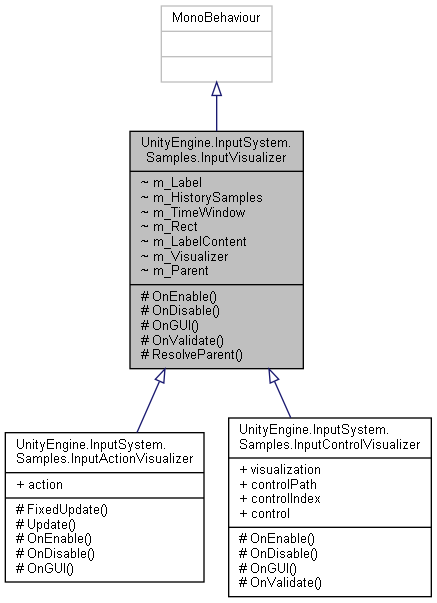 MonoBehaviour
UnityEngine.InputSystem.
Samples.InputVisualizer
~ m_Label
~ m_HistorySamples
~ m_TimeWindow
~ m_Rect
~ m_LabelContent
~ m_Visualizer
~ m_Parent
# OnEnable()
# OnDisable()
# OnGUI()
# OnValidate()
# ResolveParent()
UnityEngine.InputSystem.
Samples.InputActionVisualizer
+ action
# FixedUpdate()
# Update()
# OnEnable()
# OnDisable()
# OnGUI()
UnityEngine.InputSystem.
Samples.InputControlVisualizer
+ visualization
+ controlPath
+ controlIndex
+ control
# OnEnable()
# OnDisable()
# OnGUI()
# OnValidate()